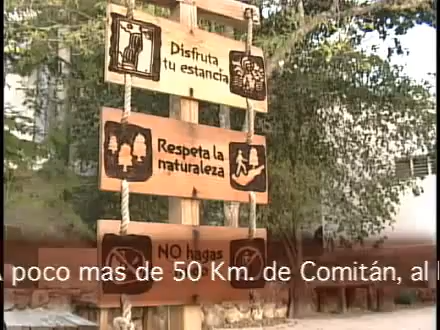 Disfruta
tu estancia
Respeta la
naturaleza
NO hagas
A poco mas de 50 Km. de Comitán, al